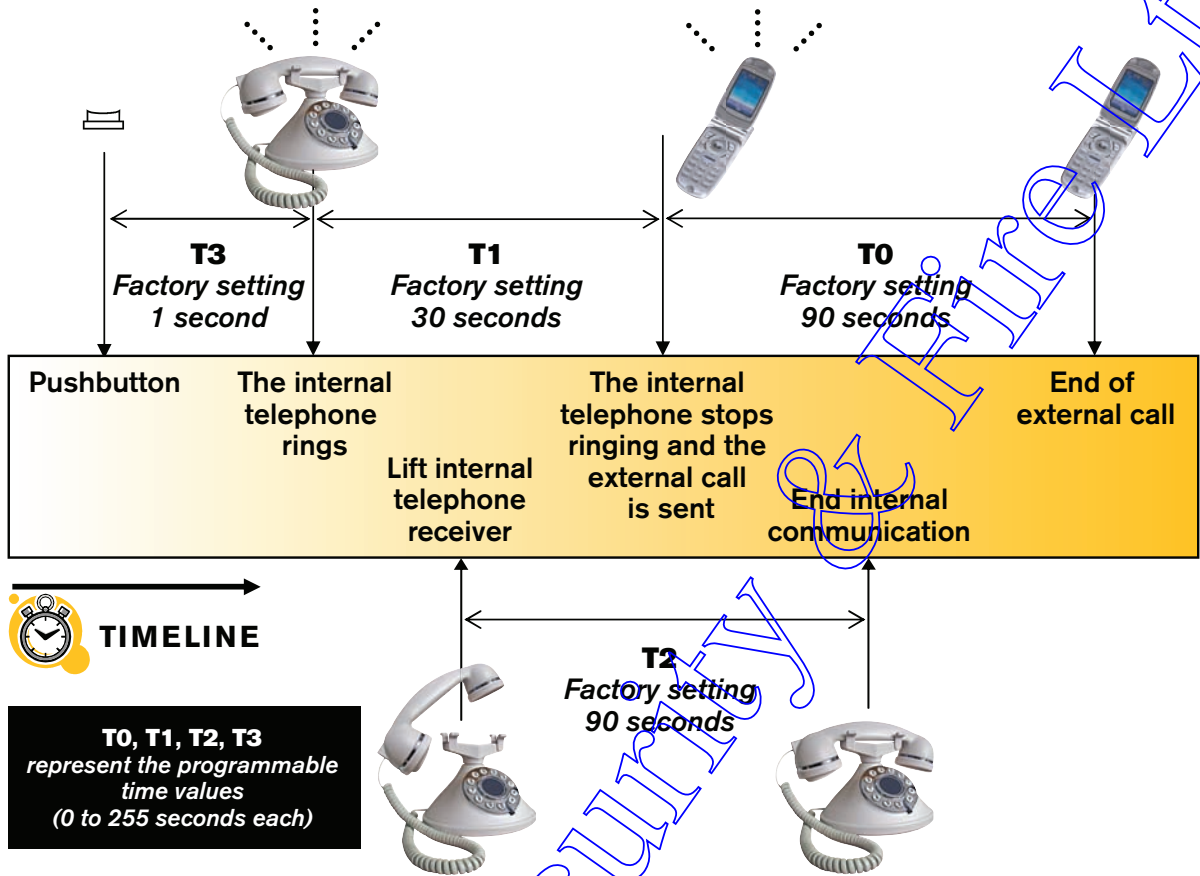 T3
Factory setting
1 second
T1
Factory setting
30 seconds
T0
Factory setting
90 seconds
Pushbutton
The internal
telephone
rings
Lift internal
telephone
receiver
The internal
telephone stops
ringing and the
external call
is sent
End internal
communication
End of
external call
TIMELINE
T2
Factory setting
90 seconds
T0, T1, T2, T3
represent the programmable
time values
(0 to 255 seconds each)
urity & Fire Li